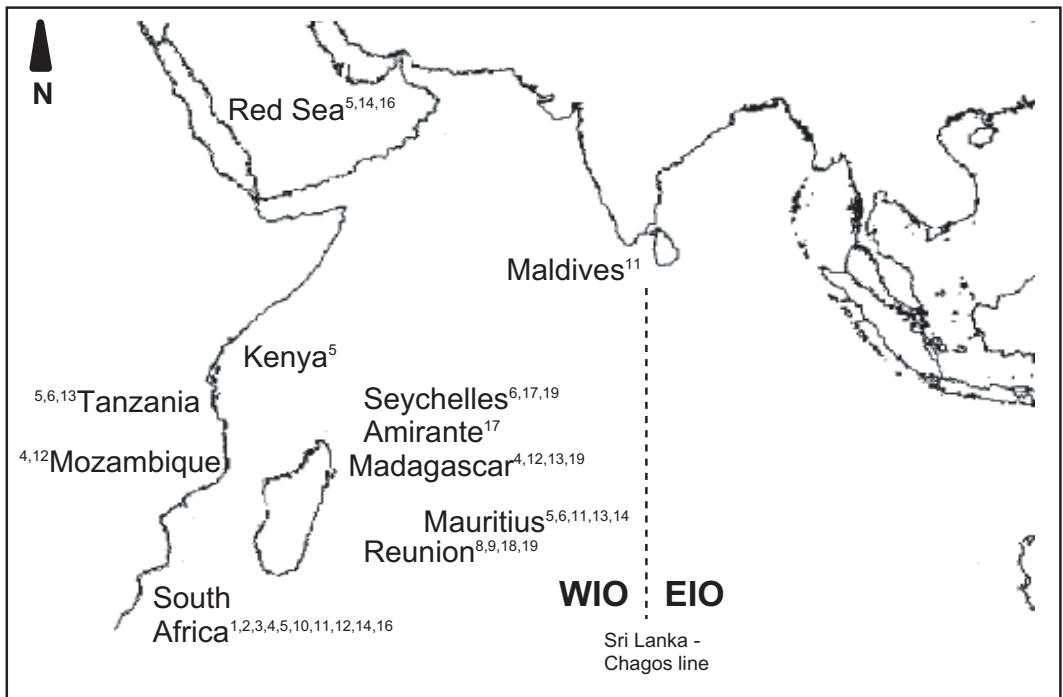 N
Red Sea5,14,16
Maldives11
Kenya5
5,6,13Tanzania
Seychelles6,17,19
Amirante17
4,12Mozambique
Madagascar4,12,13,19
Mauritius5,6,11,13,14
Reunion8,9,18,19
WIO EIO
South
Africa1,2,3,4,5,10,11,12,14,16
Sri Lanka -
Chagos line